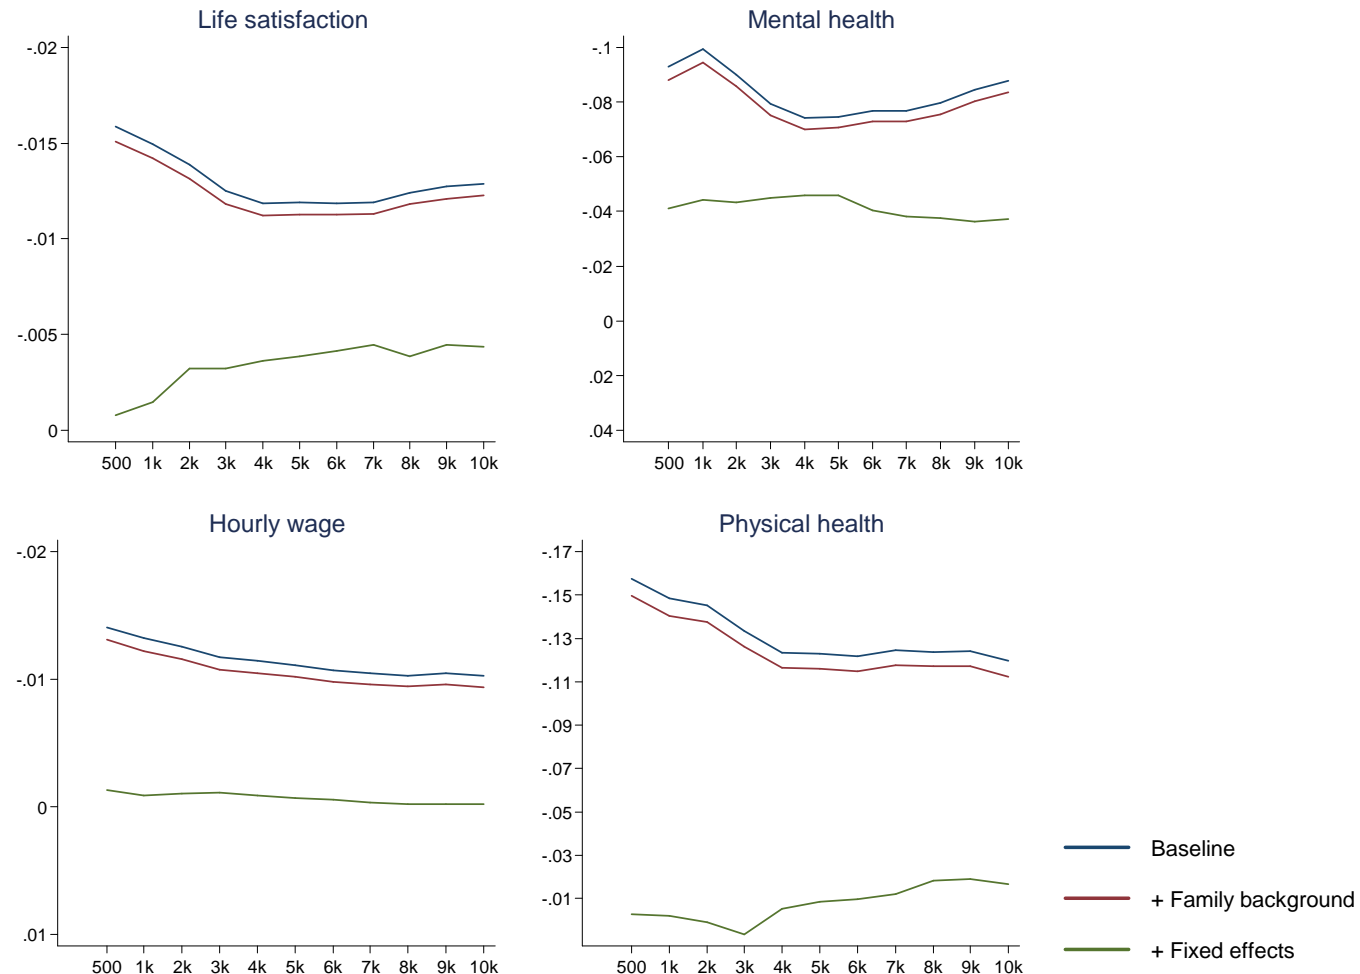 Life satisfaction
-.02
-.015
-.01
-.005
0
500 1k 2k 3k 4k 5k 6k 7k 8k 9k 10k
Mental health
-.1
-.08
-.06
-.04
-.02
0
.02
.04
500 1k 2k 3k 4k 5k 6k 7k 8k 9k 10k
Hourly wage
-.02
-.01
0
.01
500 1k 2k 3k 4k 5k 6k 7k 8k 9k 10k
Physical health
-.17
-.15
-.13
-.11
-.09
-.07
-.05
-.03
-.01
500 1k 2k 3k 4k 5k 6k 7k 8k 9k 10k
Baseline
+ Family background
+ Fixed effects